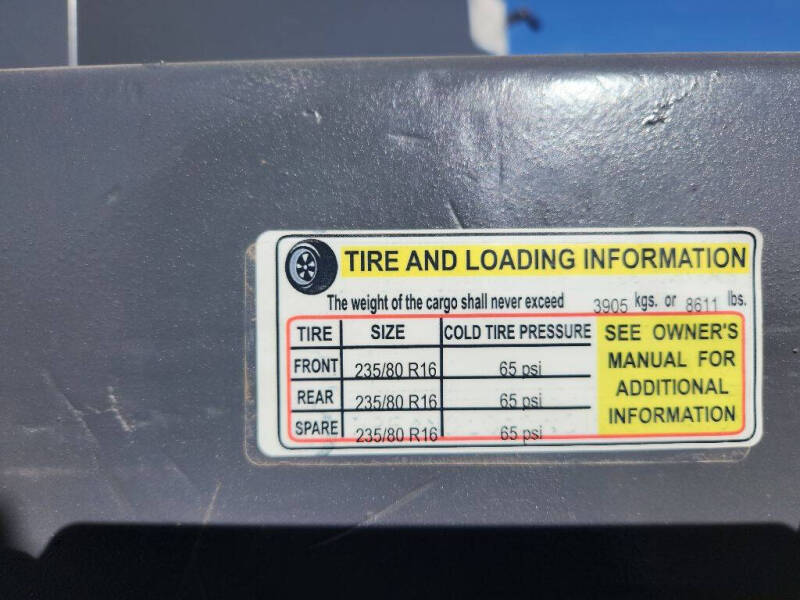 TIRE AND LOADING INFORMATION
The weight of the cargo shall never exceed 3905 kgs. or 8611 lbs.
TIRE SIZE COLD TIRE PRESSURE
FRONT 235/80 R16 65 psi
REAR 235/80 R16 65 psi
SPARE 235/80 R16 65 psi
SEE OWNER'S
MANUAL FOR
ADDITIONAL
INFORMATION